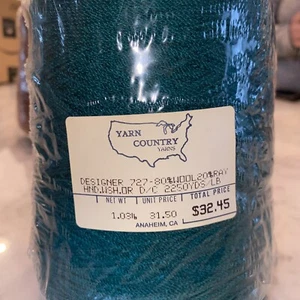 YARN
COUNTRY
YARNS
DESIGNER 727-80%WOOL20%RAY
HND.WSH.OR D/C 2250YDS/LB
NET WT UNIT PRICE TOTAL PRICE
1.03lb 31.50 $32.45
ANAHEIM, CA